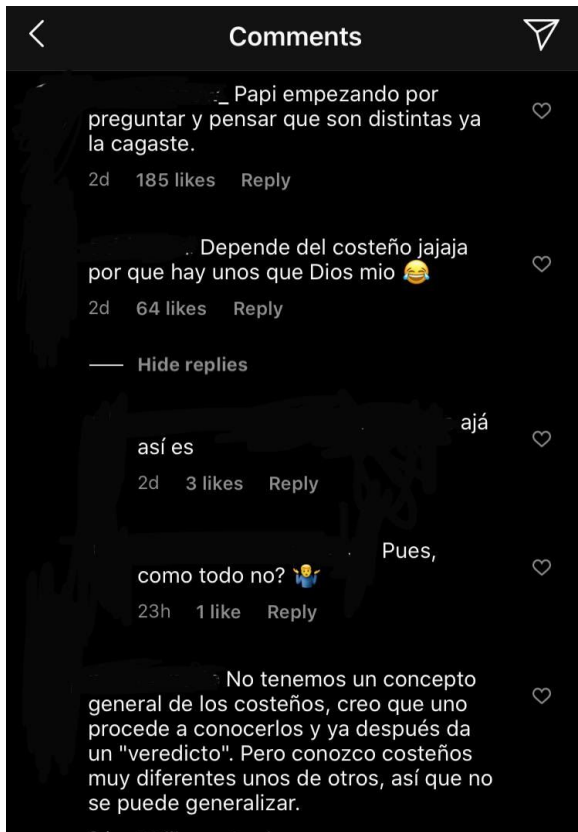 Comments
Papi empezando por
preguntar y pensar que son distintas ya
la cagaste.
2d 185 likes Reply
Depende del costeño jajaja
por que hay unos que Dios mio 😂
2d 64 likes Reply
Hide replies
ajá
así es
2d 3 likes Reply
Pues,
como todo no? 🤷‍♂️
23h 1 like Reply
No tenemos un concepto
general de los costeños, creo que uno
procede a conocerlos y ya después da
un "veredicto". Pero conozco costeños
muy diferentes unos de otros, así que no
se puede generalizar.